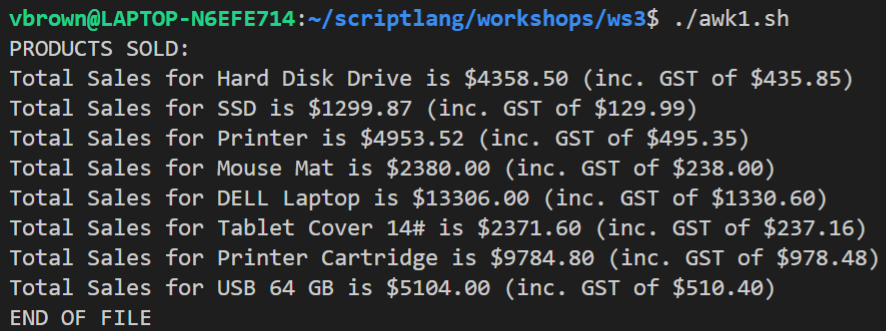 vbrown@LAPTOP-N6EFE714:~/scriptlang/workshops/ws3$ ./awk1.sh
PRODUCTS SOLD:
Total Sales for Hard Disk Drive is $4358.50 (inc. GST of $435.85)
Total Sales for SSD is $1299.87 (inc. GST of $129.99)
Total Sales for Printer is $4953.52 (inc. GST of $495.35)
Total Sales for Mouse Mat is $2380.00 (inc. GST of $238.00)
Total Sales for DELL Laptop is $13306.00 (inc. GST of $1330.60)
Total Sales for Tablet Cover 14# is $2371.60 (inc. GST of $237.16)
Total Sales for Printer Cartridge is $9784.80 (inc. GST of $978.48)
Total Sales for USB 64 GB is $5104.00 (inc. GST of $510.40)
END OF FILE